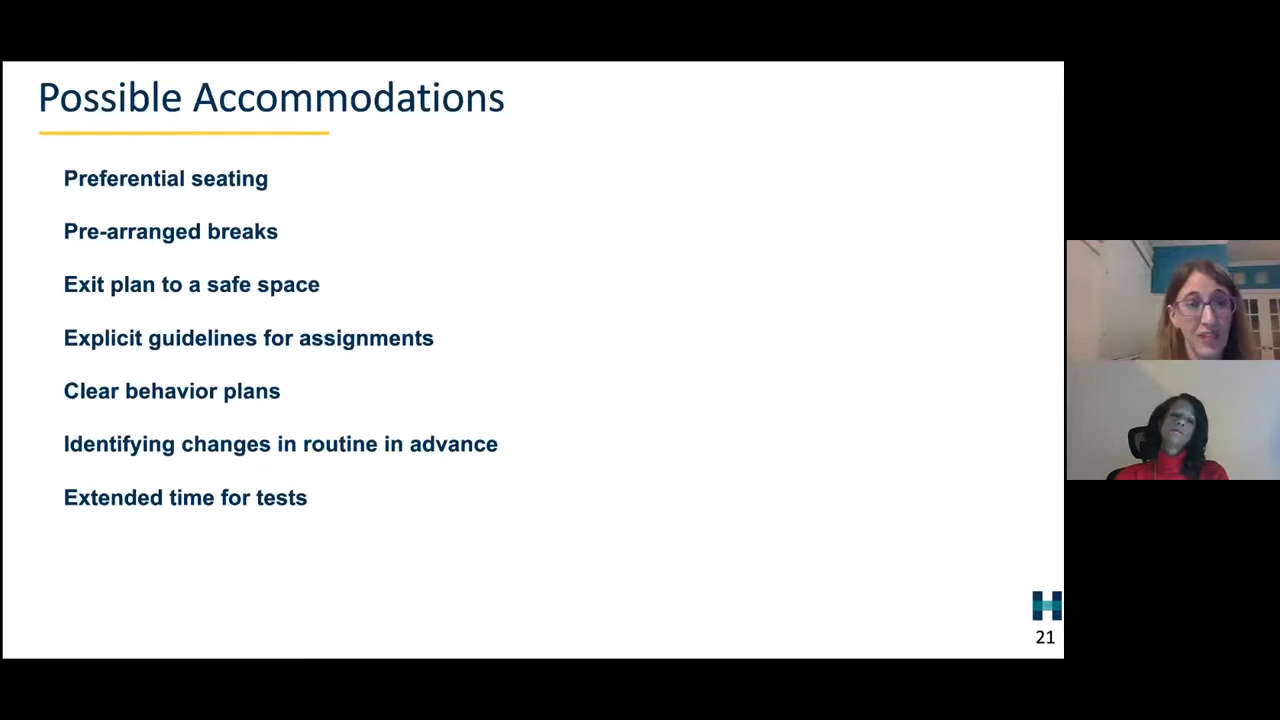 Possible Accommodations
Preferential seating
Pre-arranged breaks
Exit plan to a safe space
Explicit guidelines for assignments
Clear behavior plans
Identifying changes in routine in advance
Extended time for tests
H
21